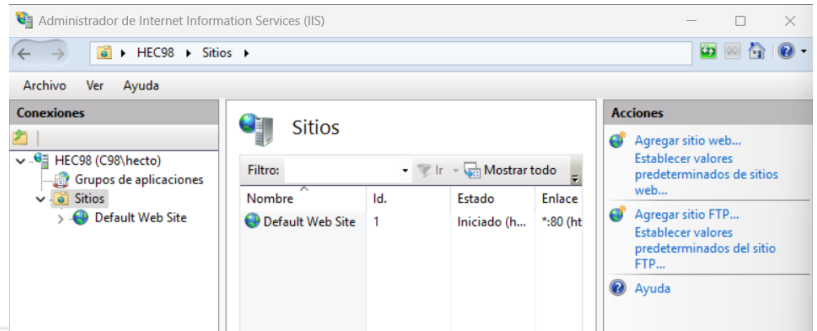 Administrador de Internet Information Services (IIS)
HEC98 Sitios
Archivo Ver Ayuda
Conexiones
HEC98 (C98\hecto)
Grupos de aplicaciones
Sitios
Default Web Site
Sitios
Filtro: Ir Mostrar todo
Nombre Id. Estado Enlace
Default Web Site 1 Iniciado (h... *:80 (ht
Acciones
Agregar sitio web...
Establecer valores
predeterminados de sitios
web...
Agregar sitio FTP...
Establecer valores
predeterminados del sitio
FTP...
Ayuda